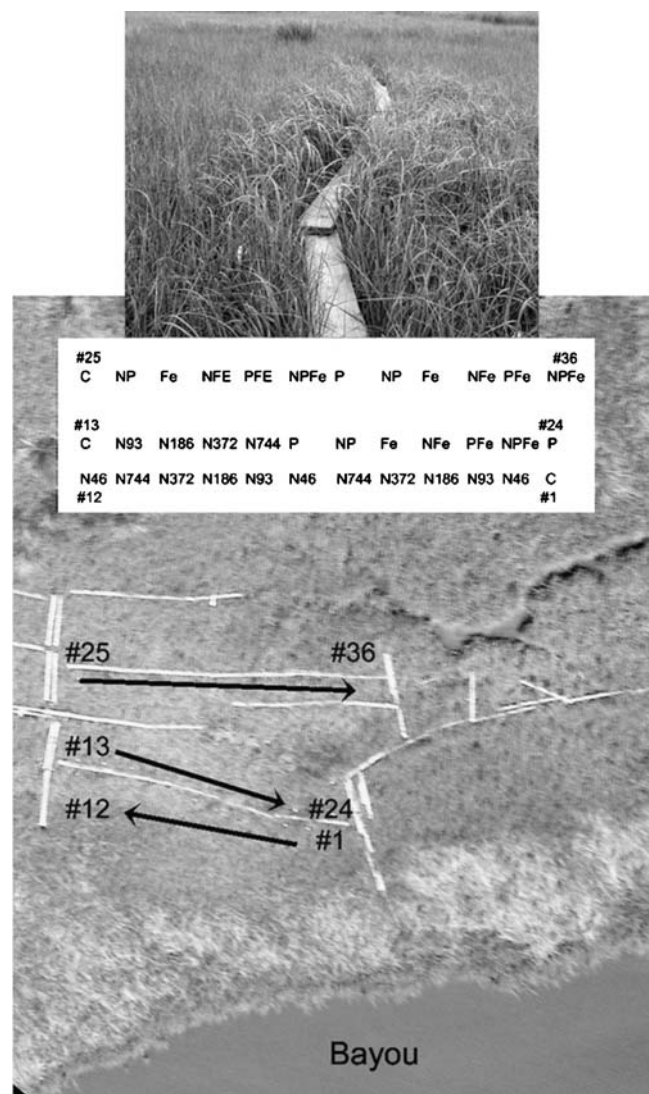 #25 #36
C NP Fe NFE PFE NPFe P NP Fe NFe PFe NPFe
#13 #24
C N93 N186 N372 N744 P NP Fe NFe PFe NPFe P
N46 N744 N372 N186 N93 N46 N744 N372 N186 N93 N46 C
#12 #1
#25 #36
#13
#12 #24
#1
Bayou